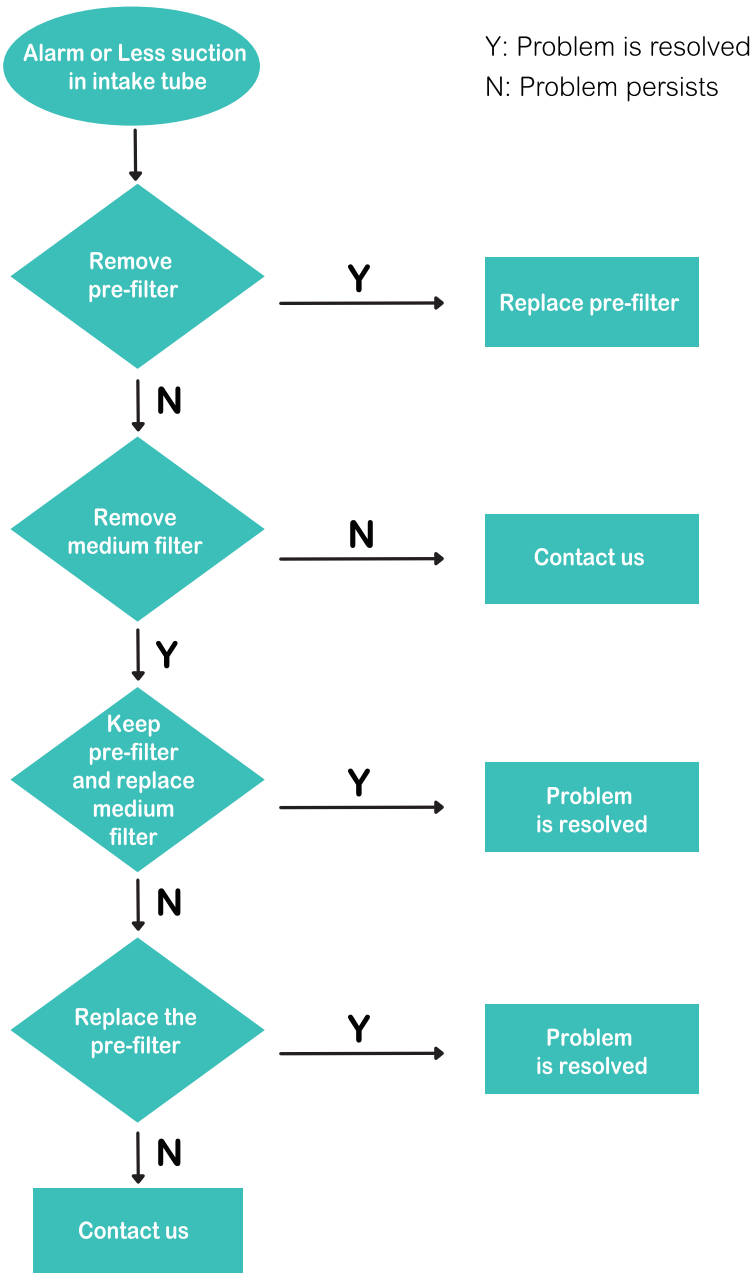 Alarm or Less suction
in intake tube
Y: Problem is resolved
N: Problem persists
Remove
pre-filter
Y
Replace pre-filter
N
Remove
medium filter
N
Contact us
Y
Keep
pre-filter
and replace
medium
filter
Y
Problem
is resolved
N
Replace the
pre-filter
Y
Problem
is resolved
N
Contact us